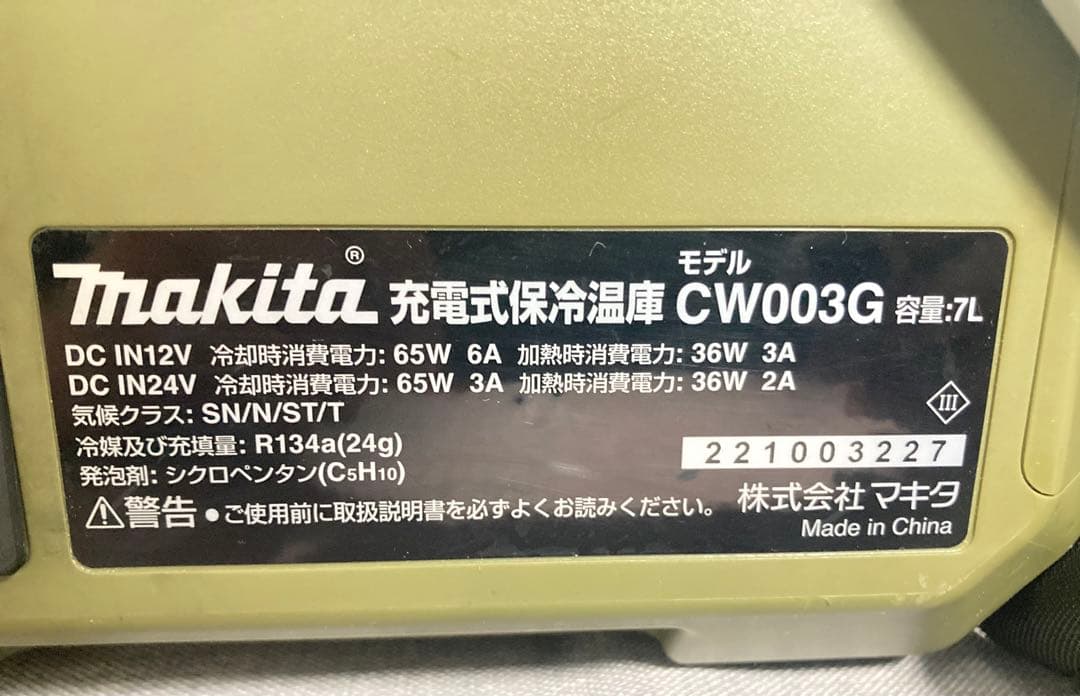 makita® 充電式保冷温庫 モデル CW003G 容量:7L
DC IN12V 冷却時消費電力: 65W 6A 加熱時消費電力: 36W 3A
DC IN24V 冷却時消費電力: 65W 3A 加熱時消費電力: 36W 2A
気候クラス: SN/N/ST/T
III
冷媒及び充填量: R134a(24g)
221003227
発泡剤: シクロペンタン(C5H10)
⚠警告 ●ご使用前に取扱説明書を必ずよくお読みください。
株式会社 マキタ
Made in China